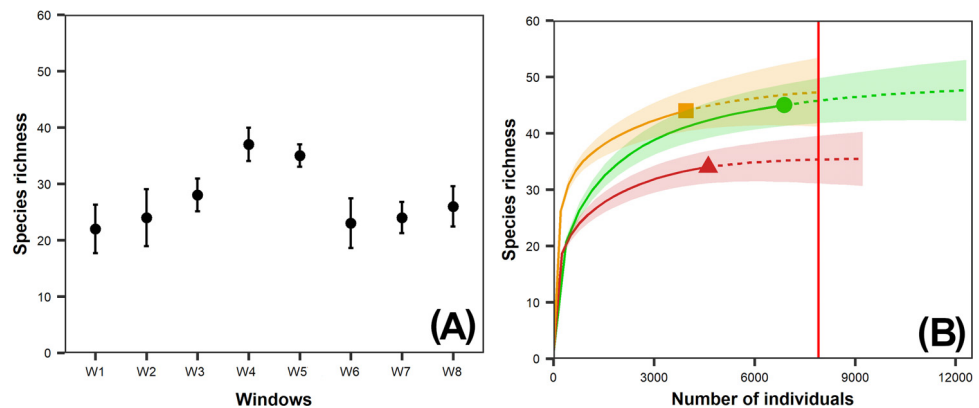 60
50
40
30
20
10
0
Species richness
W1 W2 W3 W4 W5 W6 W7 W8
Windows
(A)
60
50
40
30
20
10
0
Species richness
0 3000 6000 9000 12000
Number of individuals
(B)